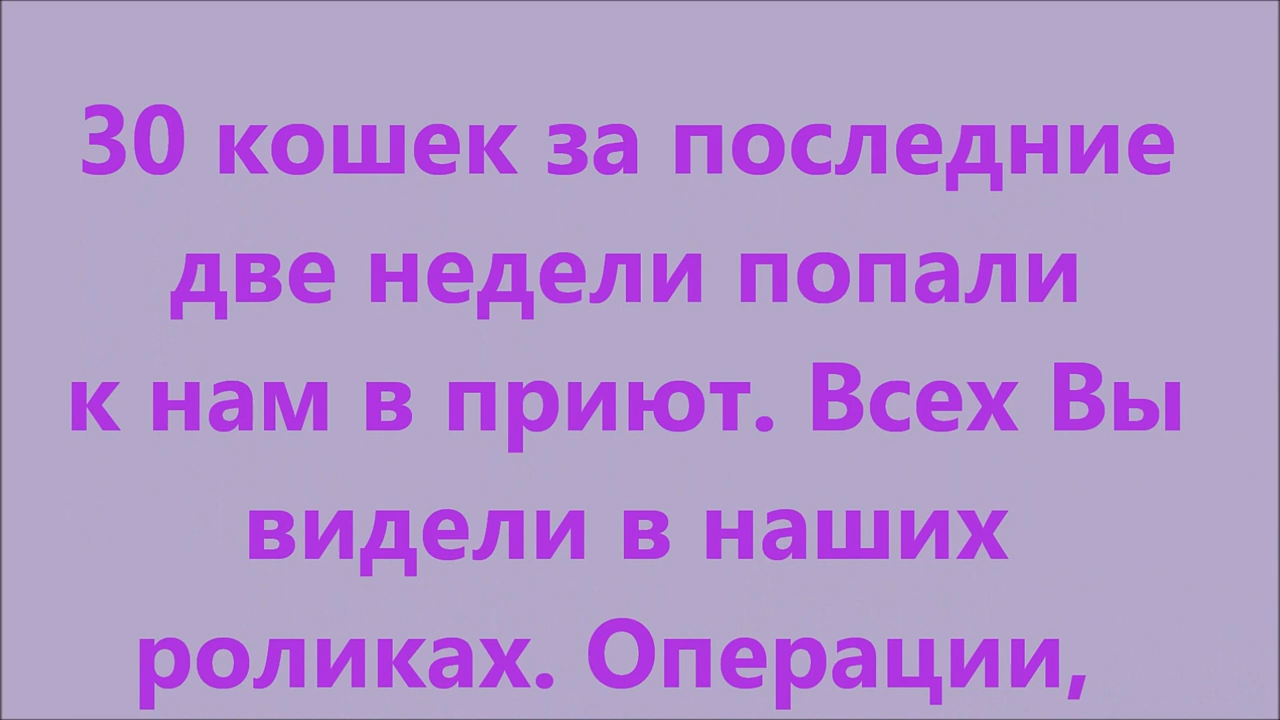 30 кошек за последние
две недели попали
к нам в приют. Всех Вы
видели в наших
роликах. Операции,